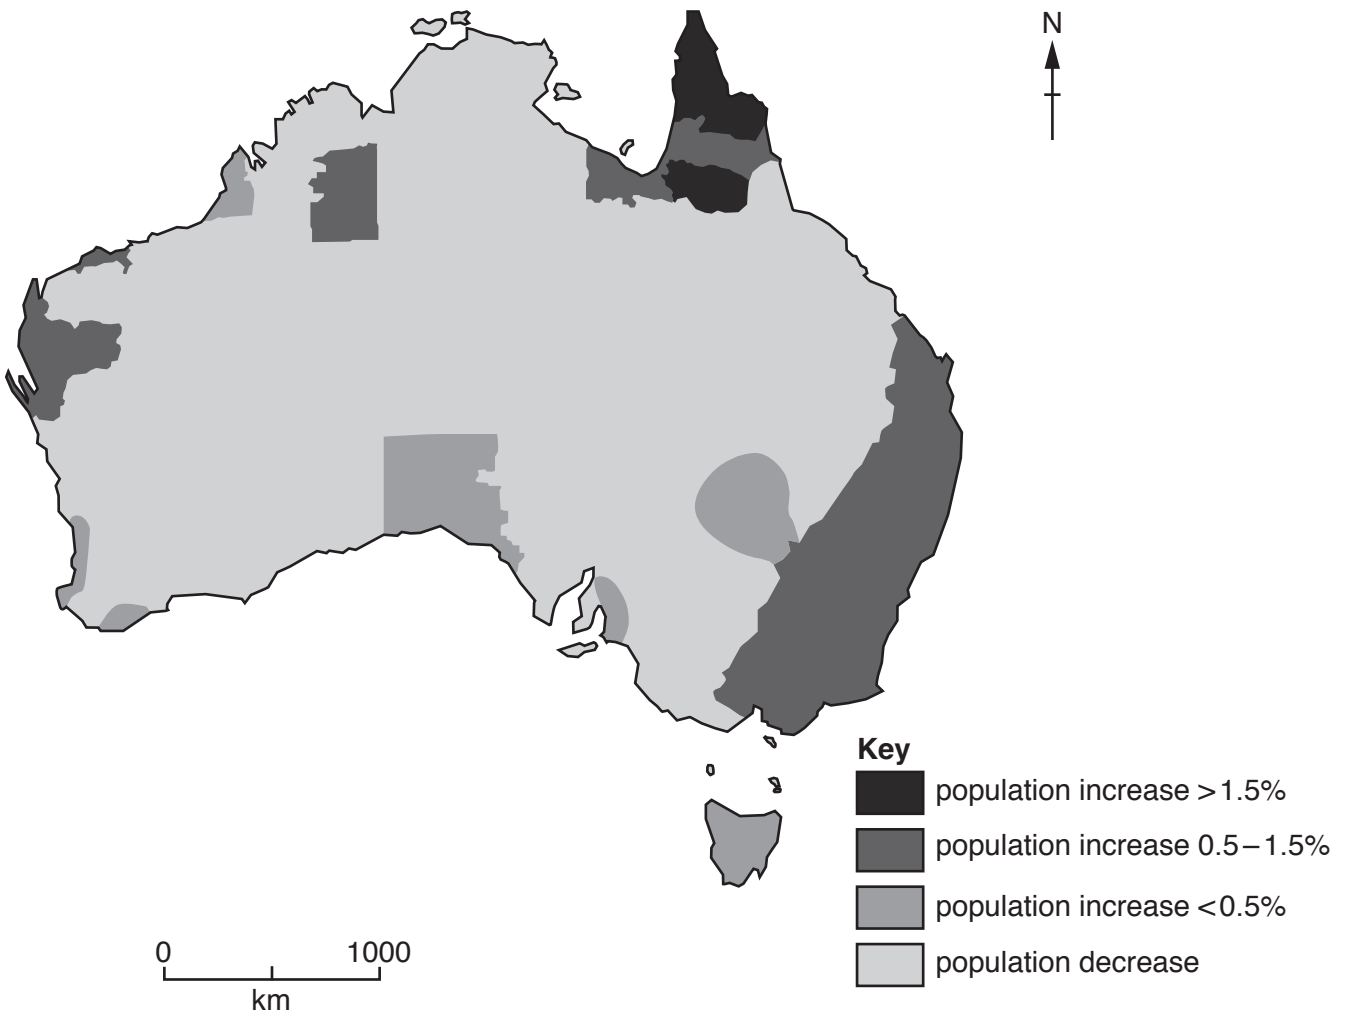 N
Key
population increase >1.5%
population increase 0.5–1.5%
population increase <0.5%
population decrease
0 1000
km